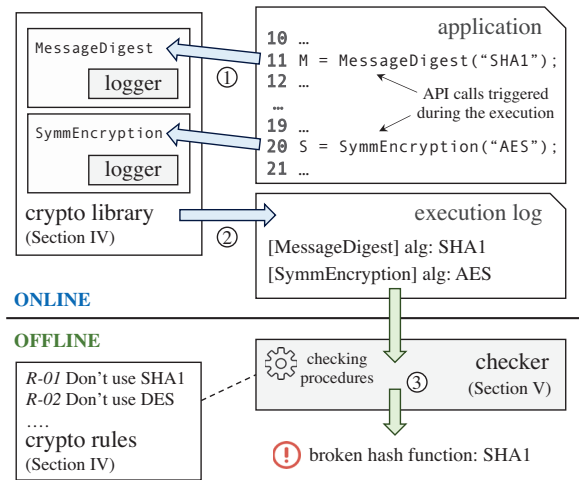 MessageDigest
logger
SymmEncryption
logger
crypto library
(Section IV)
①
②
application
10 …
11 M = MessageDigest(“SHA1”);
12 …
API calls triggered
during the execution
…
19 …
20 S = SymmEncryption(“AES”);
21 …
execution log
[MessageDigest] alg: SHA1
[SymmEncryption] alg: AES
ONLINE
OFFLINE
R-01 Don’t use SHA1
R-02 Don’t use DES
….
crypto rules
(Section IV)
checking
procedures
③
checker
(Section V)
! broken hash function: SHA1